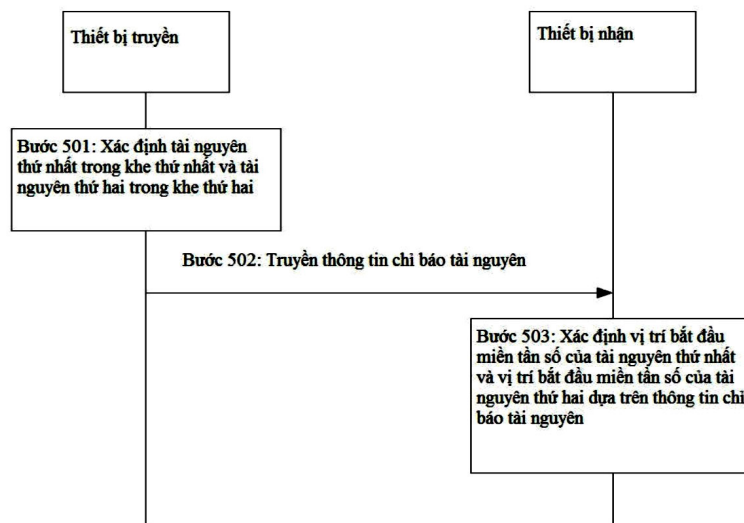 Thiết bị truyền
Thiết bị nhận
Bước 501: Xác định tài nguyên
thứ nhất trong khe thứ nhất và tài
nguyên thứ hai trong khe thứ hai
Bước 502: Truyền thông tin chỉ báo tài nguyên
Bước 503: Xác định vị trí bắt đầu
miền tần số của tài nguyên thứ nhất
và vị trí bắt đầu miền tần số của tài
nguyên thứ hai dựa trên thông tin chỉ
báo tài nguyên